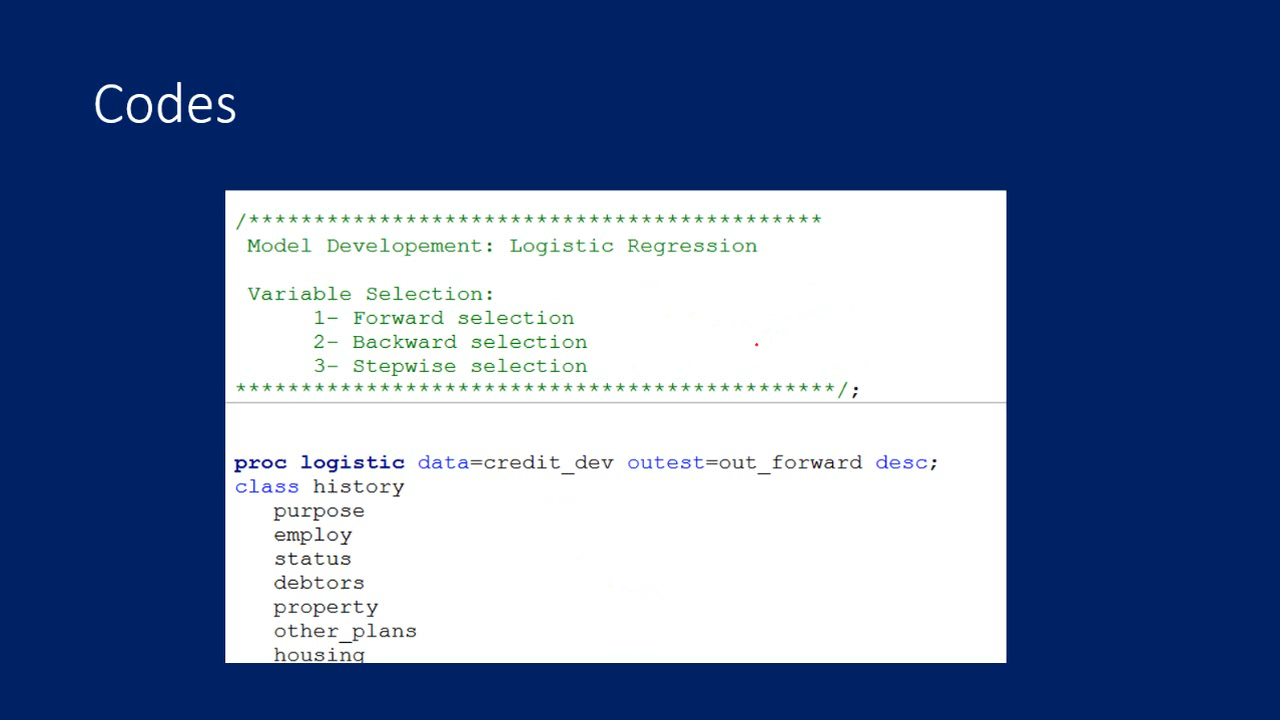 Codes
/********************************************
Model Developement: Logistic Regression
Variable Selection:
1- Forward selection
2- Backward selection
3- Stepwise selection
**********************************************/;
proc logistic data=credit_dev outest=out_forward desc;
class history
purpose
employ
status
debtors
property
other_plans
housing